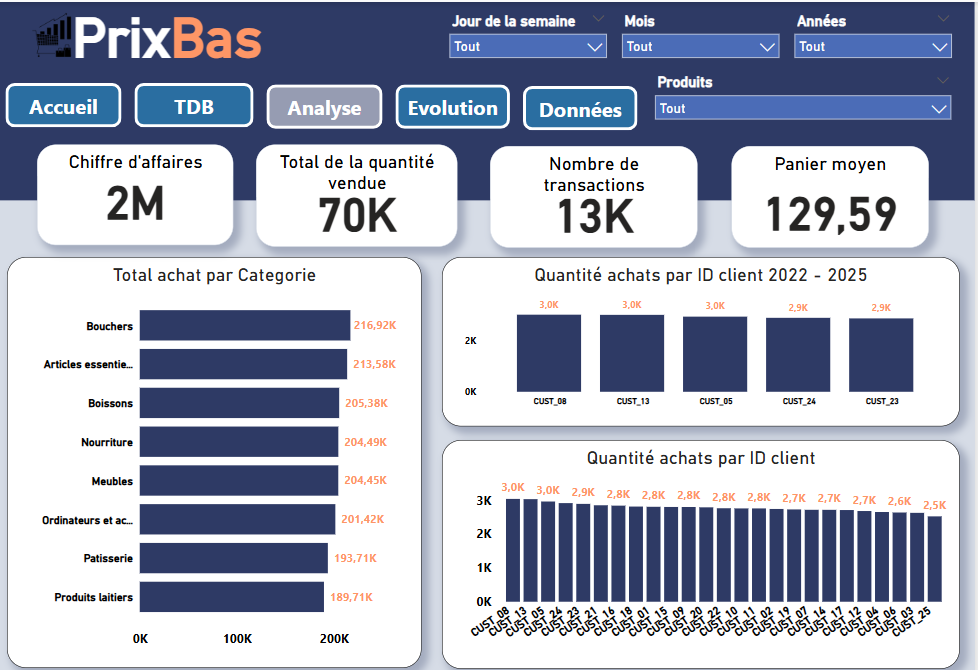 PrixBas
Jour de la semaine
Tout
Mois
Tout
Années
Tout
Produits
Tout
Accueil
TDB
Analyse
Evolution
Données
Chiffre d'affaires
2M
Total de la quantité
vendue
70K
Nombre de
transactions
13K
Panier moyen
129,59
Total achat par Categorie
Bouchers
216,92K
Articles essentie...
213,58K
Boissons
205,38K
Nourriture
204,49K
Meubles
204,45K
Ordinateurs et ac...
201,42K
Patisserie
193,71K
Produits laitiers
189,71K
0K 100K 200K
Quantité achats par ID client 2022 - 2025
3,0K 3,0K 3,0K 2,9K 2,9K
2K
0K
CUST_08 CUST_13 CUST_05 CUST_24 CUST_23
Quantité achats par ID client
3,0K 3,0K 2,9K 2,8K 2,8K 2,8K 2,8K 2,8K 2,7K 2,7K 2,7K 2,6K 2,5K
3K
2K
1K
0K
CUST_08 CUST_13 CUST_05 CUST_24 CUST_23 CUST_21 CUST_16 CUST_18 CUST_01 CUST_15 CUST_09 CUST_20 CUST_22 CUST_10 CUST_11 CUST_02 CUST_19 CUST_07 CUST_14 CUST_17 CUST_12 CUST_04 CUST_06 CUST_03 CUST_25